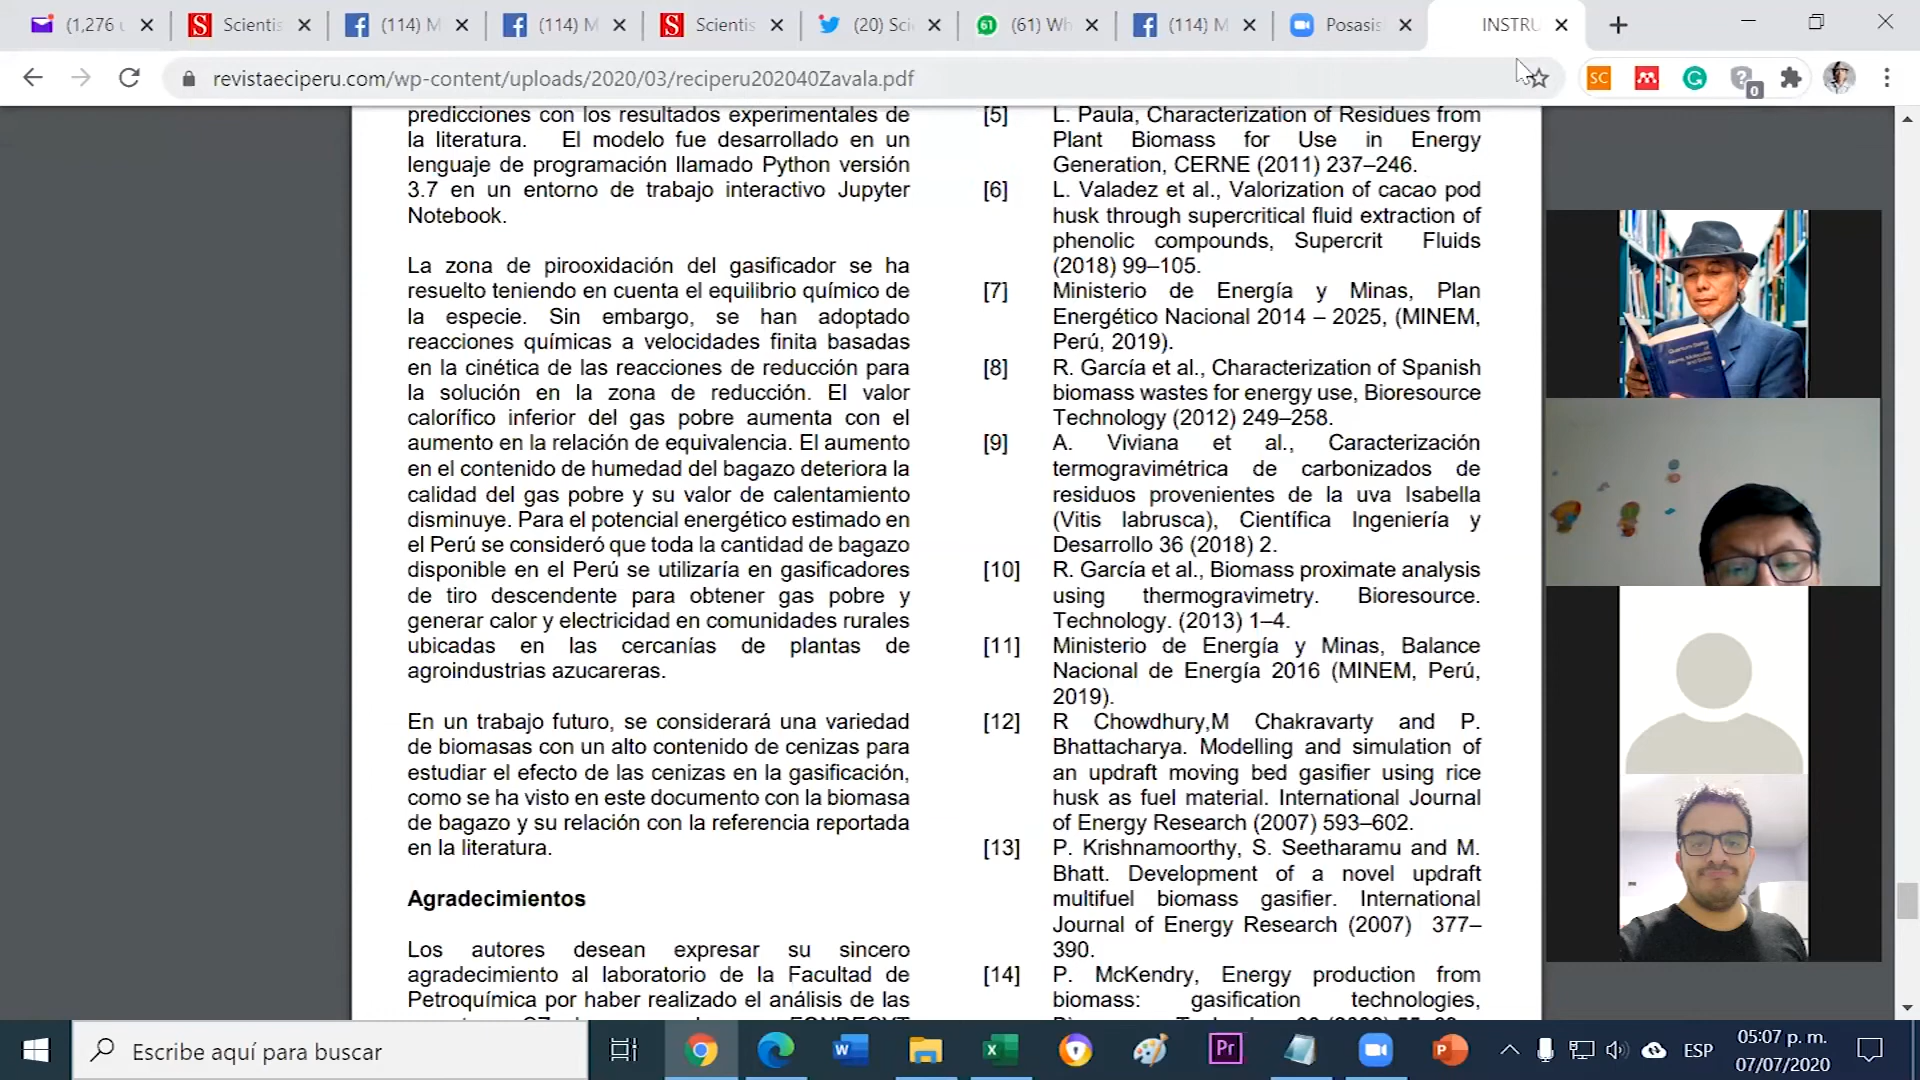 (1,276 u
Scientis
(114) M
(114) M
Scientis
(20) Sci
61
(61) Wh
(114) M
Posasis
INSTRU
revistaeciperu.com/wp-content/uploads/2020/03/reciperu202040Zavala.pdf
SC
0
predicciones con los resultados experimentales de
la literatura. El modelo fue desarrollado en un
lenguaje de programación llamado Python versión
3.7 en un entorno de trabajo interactivo Jupyter
Notebook.
La zona de pirooxidación del gasificador se ha
resuelto teniendo en cuenta el equilibrio químico de
la especie. Sin embargo, se han adoptado
reacciones químicas a velocidades finita basadas
en la cinética de las reacciones de reducción para
la solución en la zona de reducción. El valor
calorífico inferior del gas pobre aumenta con el
aumento en la relación de equivalencia. El aumento
en el contenido de humedad del bagazo deteriora la
calidad del gas pobre y su valor de calentamiento
disminuye. Para el potencial energético estimado en
el Perú se consideró que toda la cantidad de bagazo
disponible en el Perú se utilizaría en gasificadores
de tiro descendente para obtener gas pobre y
generar calor y electricidad en comunidades rurales
ubicadas en las cercanías de plantas de
agroindustrias azucareras.
En un trabajo futuro, se considerará una variedad
de biomasas con un alto contenido de cenizas para
estudiar el efecto de las cenizas en la gasificación,
como se ha visto en este documento con la biomasa
de bagazo y su relación con la referencia reportada
en la literatura.
Agradecimientos
Los autores desean expresar su sincero
agradecimiento al laboratorio de la Facultad de
Petroquímica por haber realizado el análisis de las
[5] L. Paula, Characterization of Residues from
Plant Biomass for Use in Energy
Generation, CERNE (2011) 237–246.
[6] L. Valadez et al., Valorization of cacao pod
husk through supercritical fluid extraction of
phenolic compounds, Supercrit Fluids
(2018) 99–105.
[7] Ministerio de Energía y Minas, Plan
Energético Nacional 2014 – 2025, (MINEM,
Perú, 2019).
[8] R. García et al., Characterization of Spanish
biomass wastes for energy use, Bioresource
Technology (2012) 249–258.
[9] A. Viviana et al., Caracterización
termogravimétrica de carbonizados de
residuos provenientes de la uva Isabella
(Vitis labrusca), Científica Ingeniería y
Desarrollo 36 (2018) 2.
[10] R. García et al., Biomass proximate analysis
using thermogravimetry. Bioresource.
Technology. (2013) 1–4.
[11] Ministerio de Energía y Minas, Balance
Nacional de Energía 2016 (MINEM, Perú,
2019).
[12] R Chowdhury,M Chakravarty and P.
Bhattacharya. Modelling and simulation of
an updraft moving bed gasifier using rice
husk as fuel material. International Journal
of Energy Research (2007) 593–602.
[13] P. Krishnamoorthy, S. Seetharamu and M.
Bhatt. Development of a novel updraft
multifuel biomass gasifier. International
Journal of Energy Research (2007) 377–
390.
[14] P. McKendry, Energy production from
biomass: gasification technologies,
Quantum States of
Atoms, Molecules
and Solids
Escribe aquí para buscar
Pr
ESP
05:07 p. m.
07/07/2020